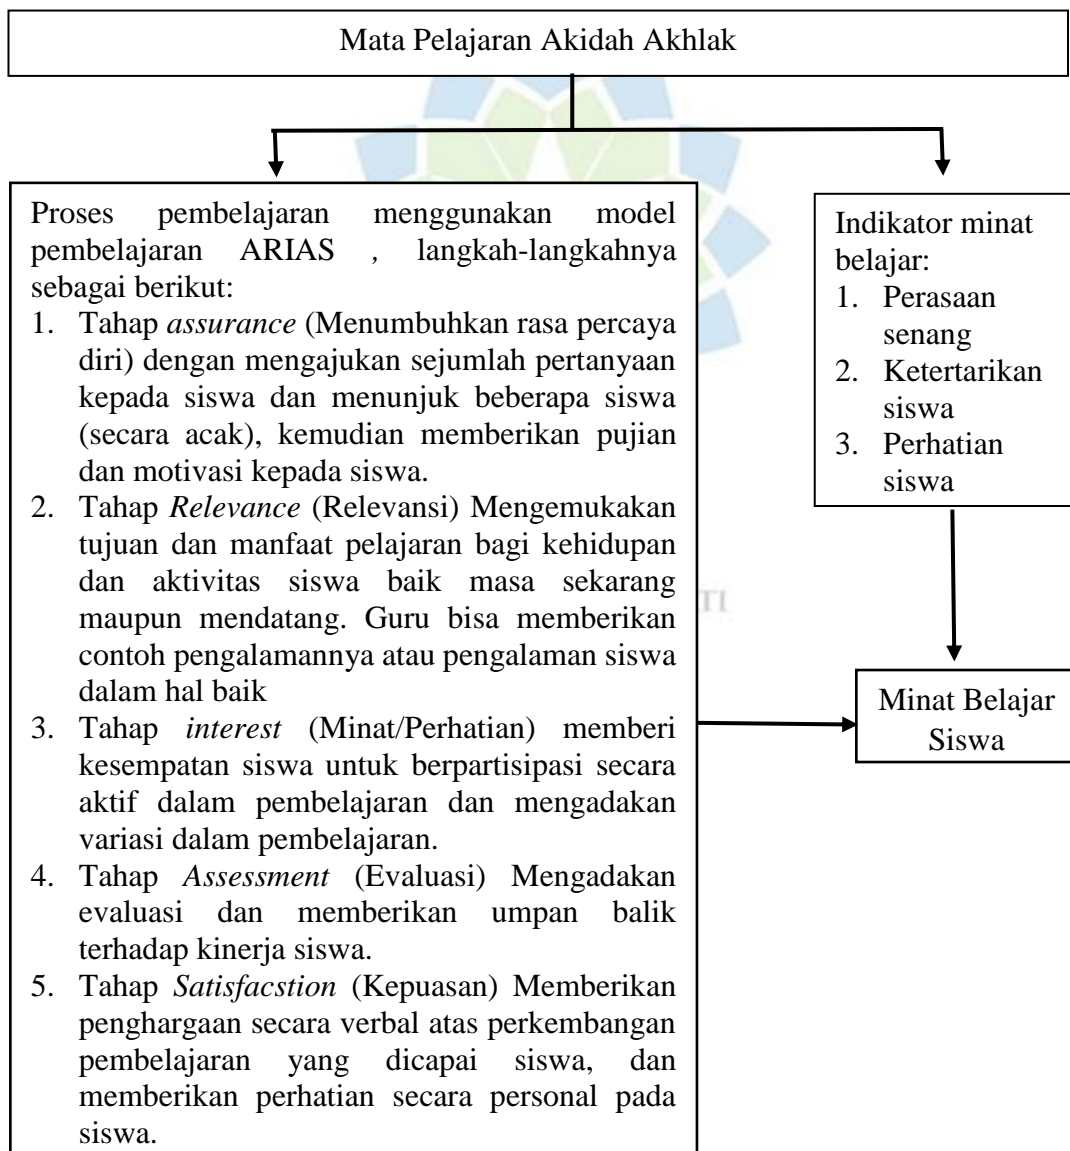 Mata Pelajaran Akidah Akhlak
Proses pembelajaran menggunakan model
pembelajaran ARIAS , langkah-langkahnya
sebagai berikut:
1. Tahap assurance (Menumbuhkan rasa percaya
diri) dengan mengajukan sejumlah pertanyaan
kepada siswa dan menunjuk beberapa siswa
(secara acak), kemudian memberikan pujian
dan motivasi kepada siswa.
2. Tahap Relevance (Relevansi) Mengemukakan
tujuan dan manfaat pelajaran bagi kehidupan
dan aktivitas siswa baik masa sekarang
maupun mendatang. Guru bisa memberikan
contoh pengalamannya atau pengalaman siswa
dalam hal baik
3. Tahap interest (Minat/Perhatian) memberi
kesempatan siswa untuk berpartisipasi secara
aktif dalam pembelajaran dan mengadakan
variasi dalam pembelajaran.
4. Tahap Assessment (Evaluasi) Mengadakan
evaluasi dan memberikan umpan balik
terhadap kinerja siswa.
5. Tahap Satisfacstion (Kepuasan) Memberikan
penghargaan secara verbal atas perkembangan
pembelajaran yang dicapai siswa, dan
memberikan perhatian secara personal pada
siswa.
Indikator minat
belajar:
1. Perasaan
senang
2. Ketertarikan
siswa
3. Perhatian
siswa
Minat Belajar
Siswa